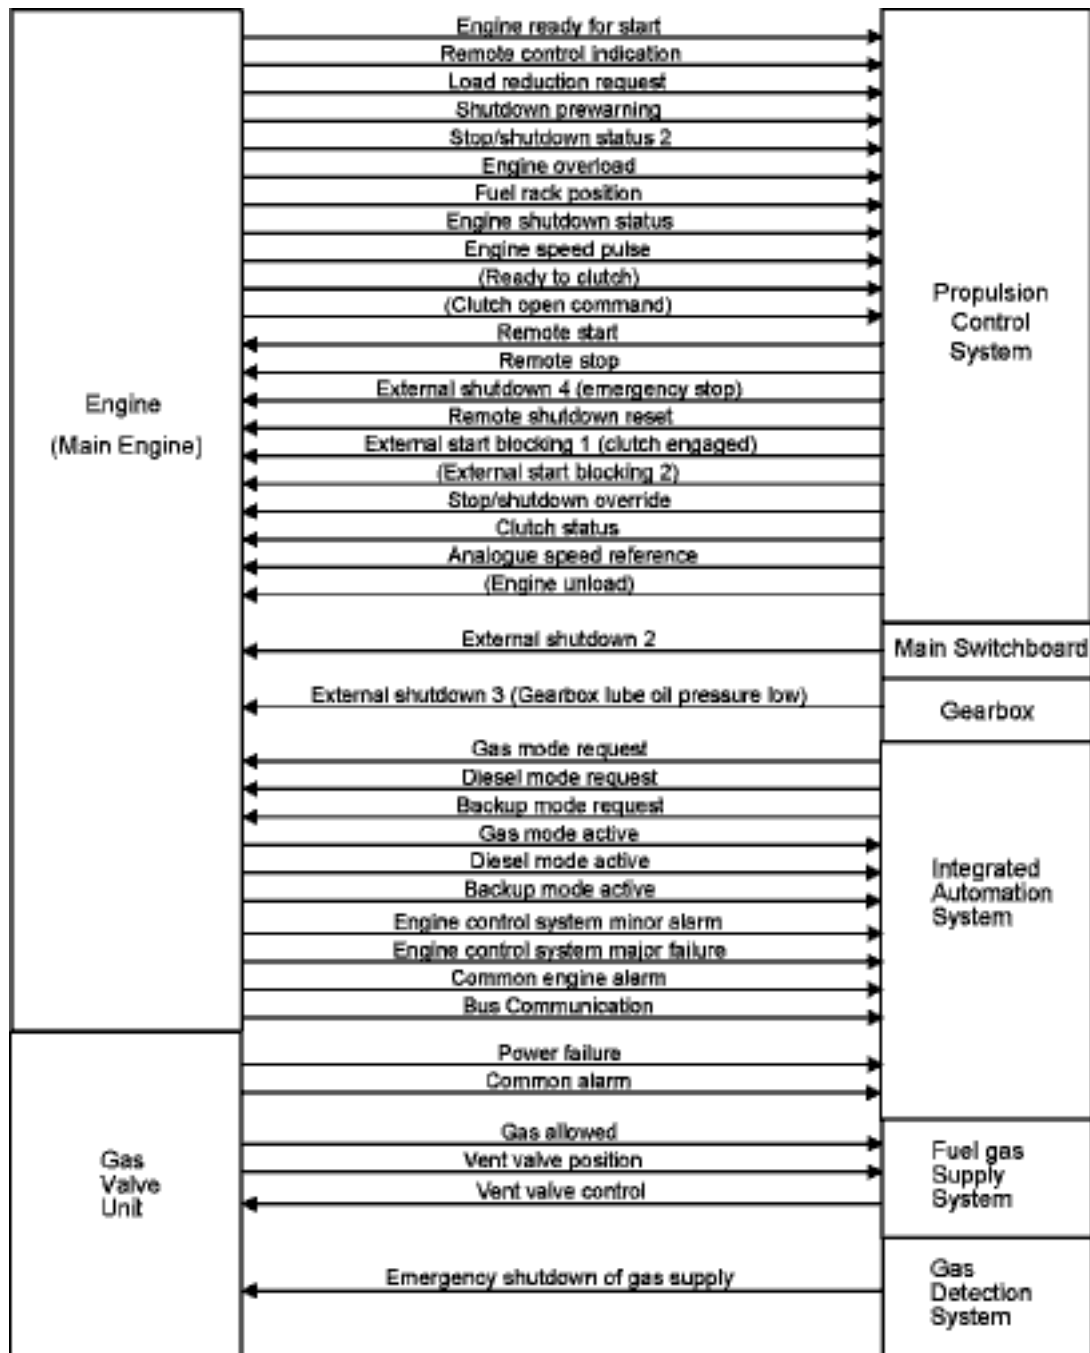 Engine ready for start
Remote control indication
Load reduction request
Shutdown prewarning
Stop/shutdown status 2
Engine overload
Fuel rack position
Engine shutdown status
Engine speed pulse
(Ready to clutch)
(Clutch open command)
Remote start
Remote stop
External shutdown 4 (emergency stop)
Remote shutdown reset
External start blocking 1 (clutch engaged)
(External start blocking 2)
Stop/shutdown override
Clutch status
Analogue speed reference
(Engine unload)
Engine
(Main Engine)
Propulsion
Control
System
External shutdown 2
Main Switchboard
External shutdown 3 (Gearbox lube oil pressure low)
Gearbox
Gas mode request
Diesel mode request
Backup mode request
Gas mode active
Diesel mode active
Backup mode active
Engine control system minor alarm
Engine control system major failure
Common engine alarm
Bus Communication
Integrated
Automation
System
Power failure
Common alarm
Gas allowed
Vent valve position
Vent valve control
Gas
Valve
Unit
Fuel gas
Supply
System
Emergency shutdown of gas supply
Gas
Detection
System